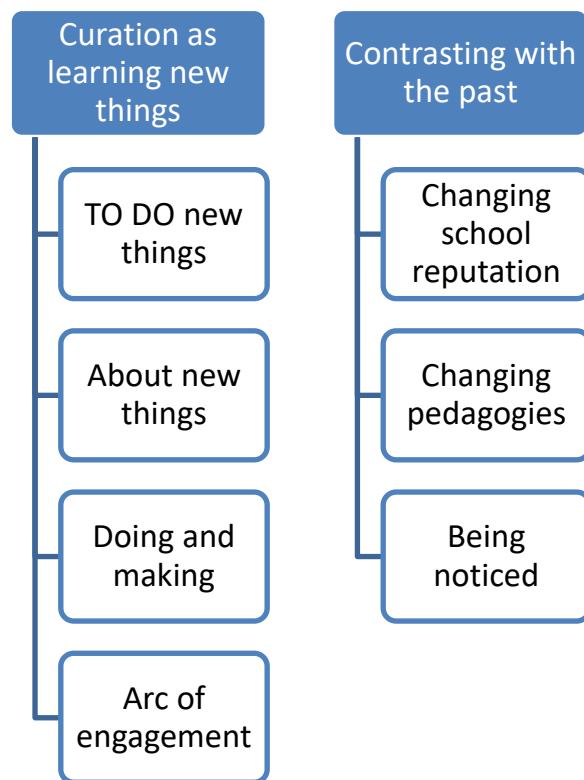 Curation as
learning new
things
TO DO new
things
About new
things
Doing and
making
Arc of
engagement
Contrasting with
the past
Changing
school
reputation
Changing
pedagogies
Being
noticed